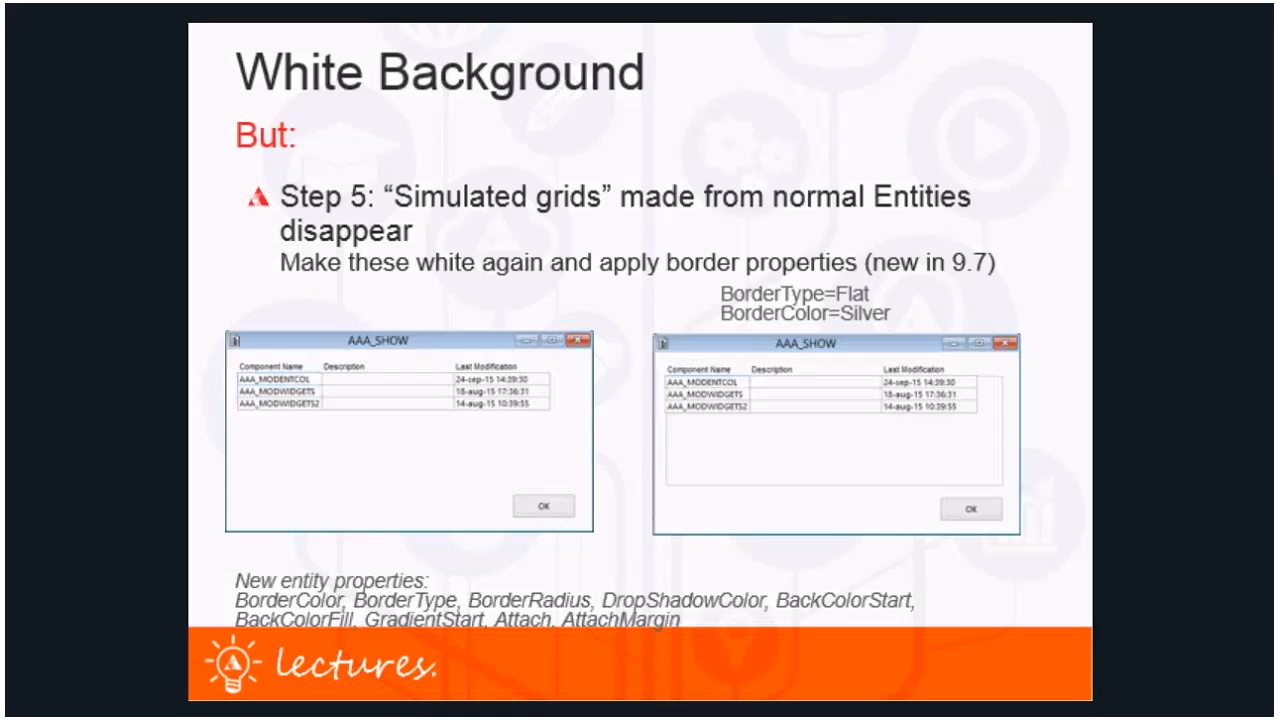 White Background
But:
Step 5: “Simulated grids” made from normal Entities
disappear
Make these white again and apply border properties (new in 9.7)
BorderType=Flat
BorderColor=Silver
AAA_SHOW
Component Name Description Last Modification
AAA_MODENTCOL 24-sep-15 14:39:30
AAA_MODWIDGETS 18-aug-15 17:36:31
AAA_MODWIDGETS2 14-aug-15 10:39:55
OK
AAA_SHOW
Component Name Description Last Modification
AAA_MODENTCOL 24-sep-15 14:39:30
AAA_MODWIDGETS 18-aug-15 17:36:31
AAA_MODWIDGETS2 14-aug-15 10:39:55
OK
New entity properties:
BorderColor, BorderType, BorderRadius, DropShadowColor, BackColorStart,
BackColorFill, GradientStart, Attach, AttachMargin
lectures.